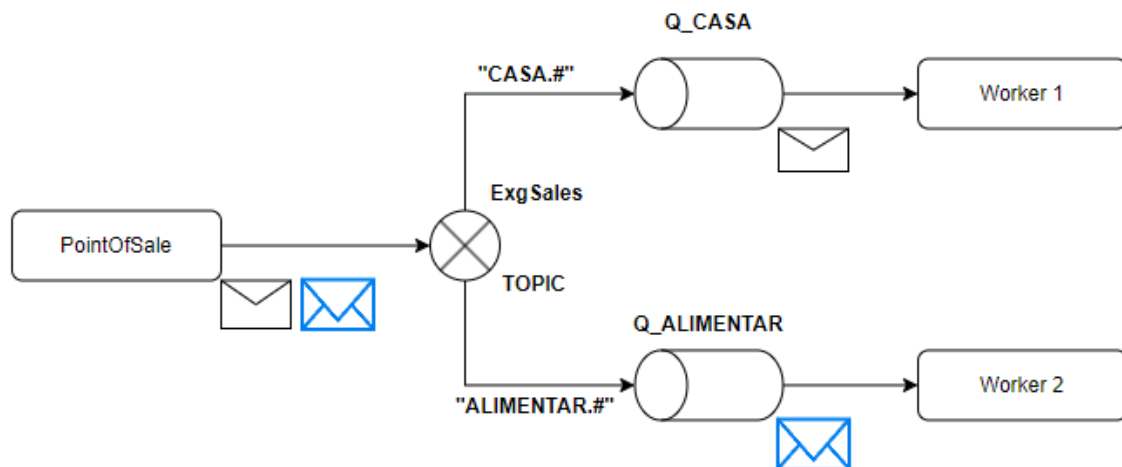 Q_CASA
"CASA.#"
Worker 1
ExgSales
PointOfSale
TOPIC
Q_ALIMENTAR
"ALIMENTAR.#"
Worker 2